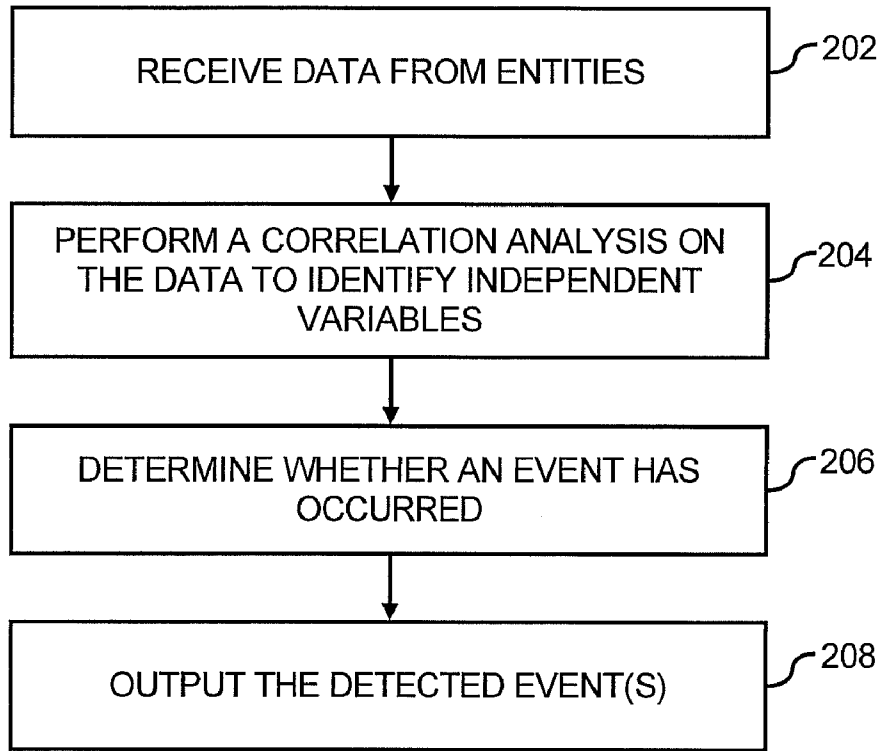 RECEIVE DATA FROM ENTITIES
202
PERFORM A CORRELATION ANALYSIS ON
THE DATA TO IDENTIFY INDEPENDENT
VARIABLES
204
DETERMINE WHETHER AN EVENT HAS
OCCURRED
206
OUTPUT THE DETECTED EVENT(S)
208